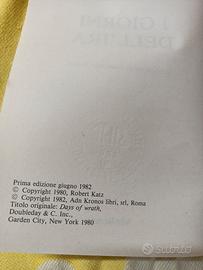 I GIORNI
DELL'IRA
Prima edizione giugno 1982
© Copyright 1980, Robert Katz
© Copyright 1982, Adn Kronos libri, srl, Roma
Titolo originale: Days of wrath,
Doubleday & C. Inc.,
Garden City, New York 1980
subito